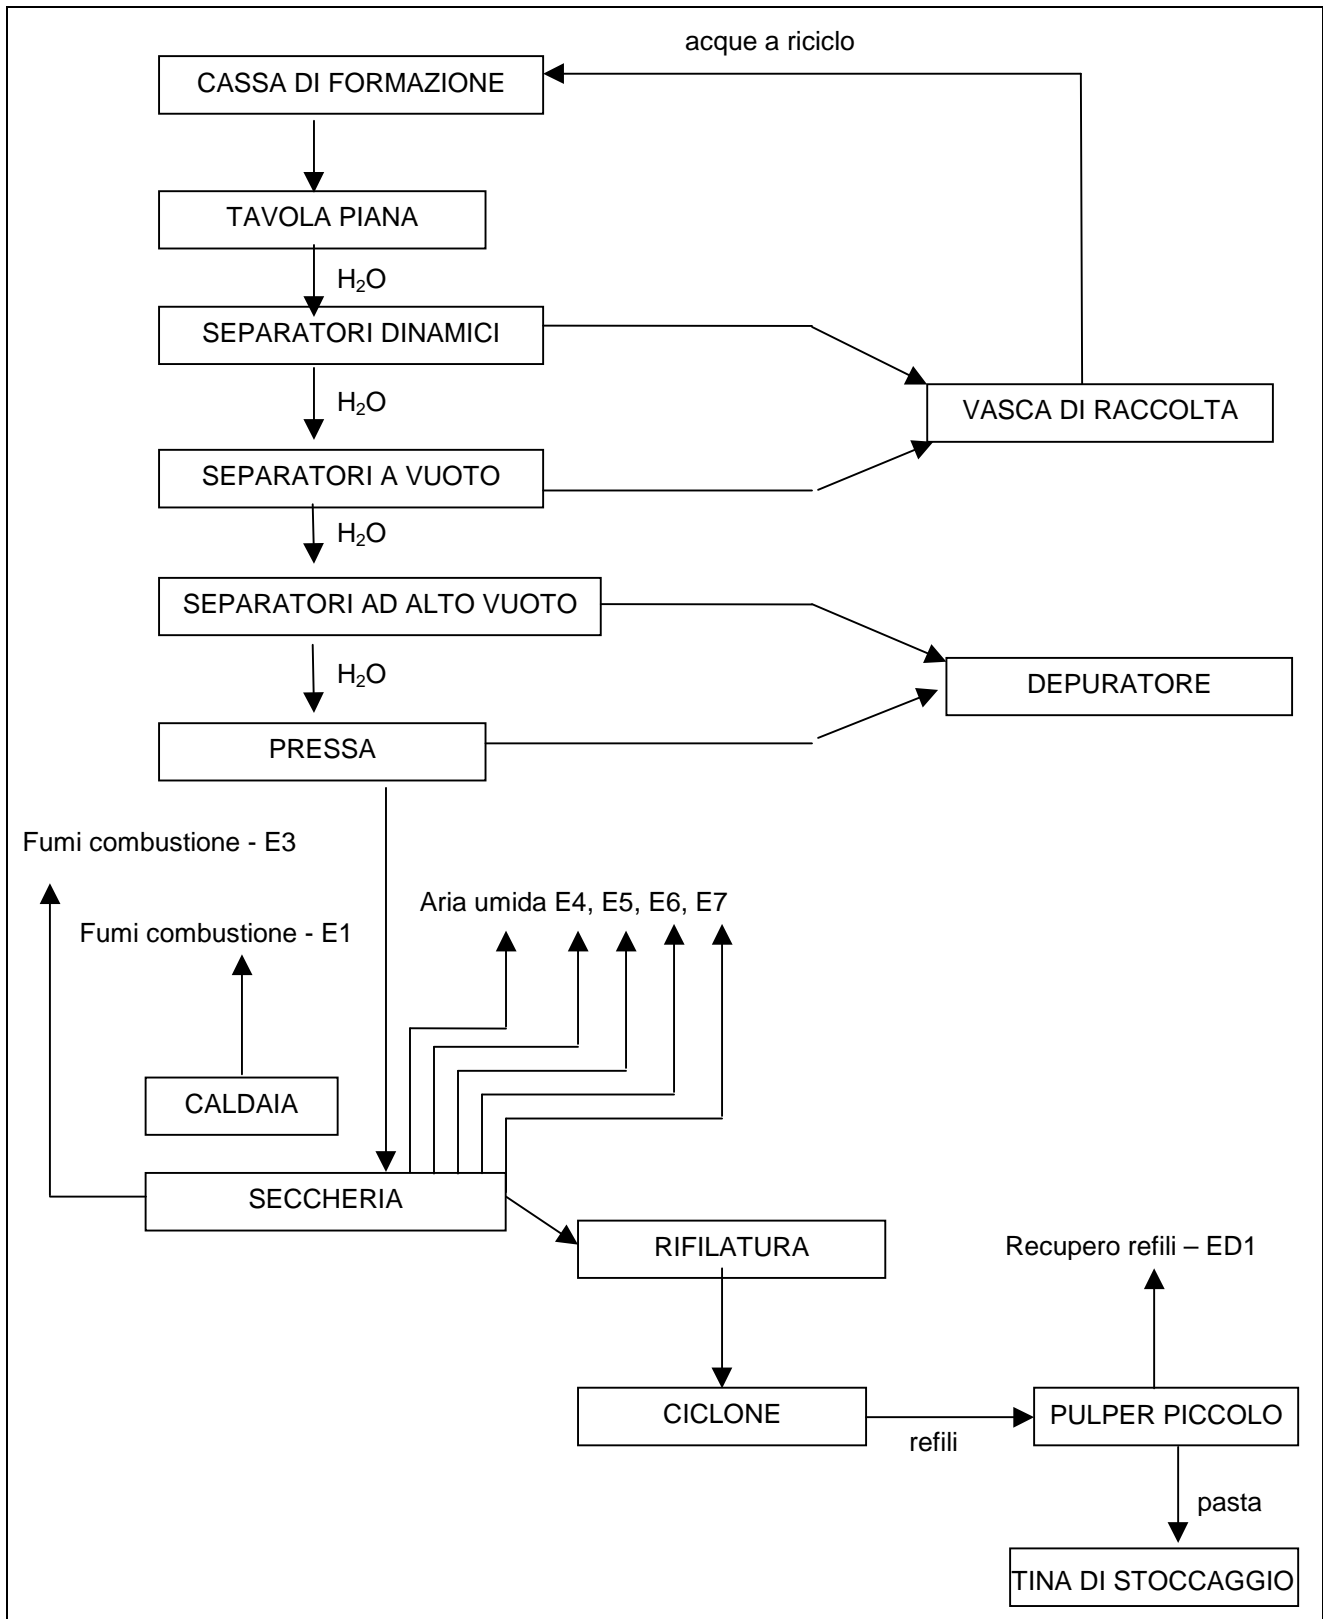 acque a riciclo
CASSA DI FORMAZIONE
TAVOLA PIANA
H₂O
SEPARATORI DINAMICI
H₂O
VASCA DI RACCOLTA
SEPARATORI A VUOTO
H₂O
SEPARATORI AD ALTO VUOTO
H₂O
DEPURATORE
PRESSA
Fumi combustione - E3
Aria umida E4, E5, E6, E7
Fumi combustione - E1
CALDAIA
SECCHERIA
RIFILATURA
Recupero refili – ED1
CICLONE
refili
PULPER PICCOLO
pasta
TINA DI STOCCAGGIO